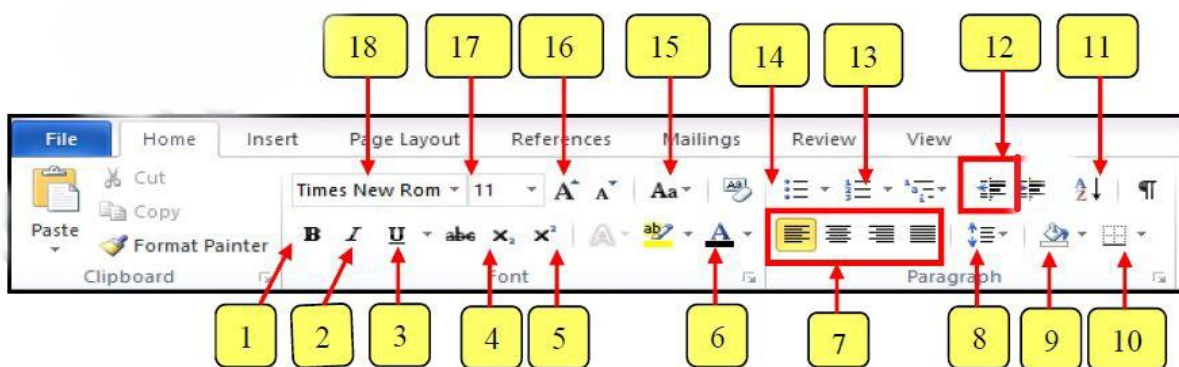 18 17 16 15 14 13 12 11
File Home Insert Page Layout References Mailings Review View
Cut
Times New Rom 11 A A Aa
Copy
Paste
Format Painter
B I U abc x₂ x² A ab A
Clipboard Font Paragraph
1 2 3 4 5 6 7 8 9 10